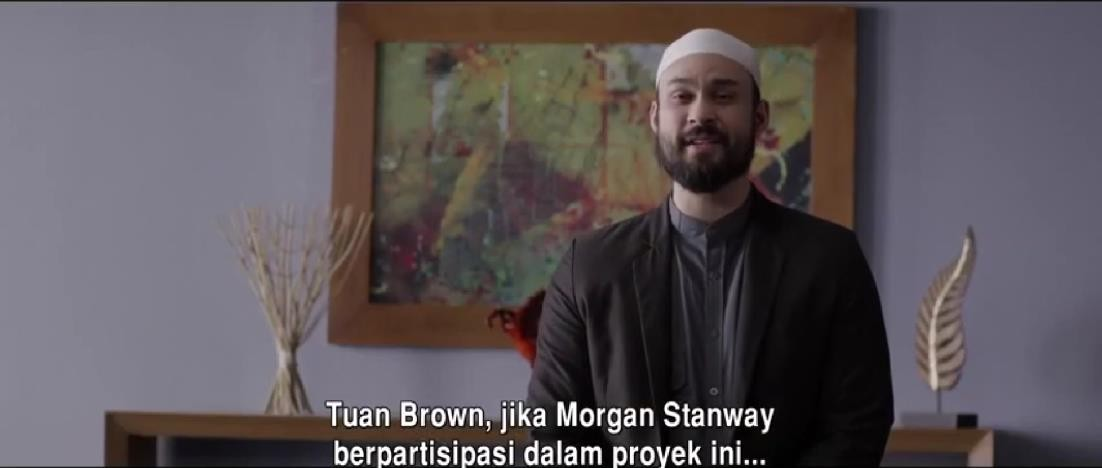 Tuan Brown, jika Morgan Stanway
berpartisipasi dalam proyek ini...